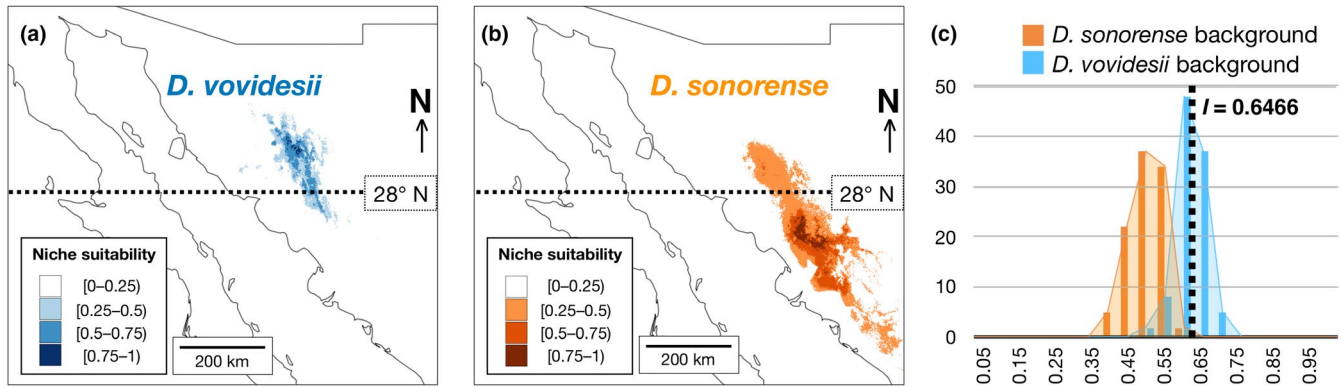 (a)
D. vovidesii
N
28° N
Niche suitability
[0–0.25)
[0.25–0.5)
[0.5–0.75)
[0.75–1)
200 km
(b)
D. sonorense
N
28° N
Niche suitability
[0–0.25)
[0.25–0.5)
[0.5–0.75)
[0.75–1)
200 km
(c)
D. sonorense background
D. vovidesii background
I = 0.6466
50
40
30
20
10
0
0.05
0.15
0.25
0.35
0.45
0.55
0.65
0.75
0.85
0.95